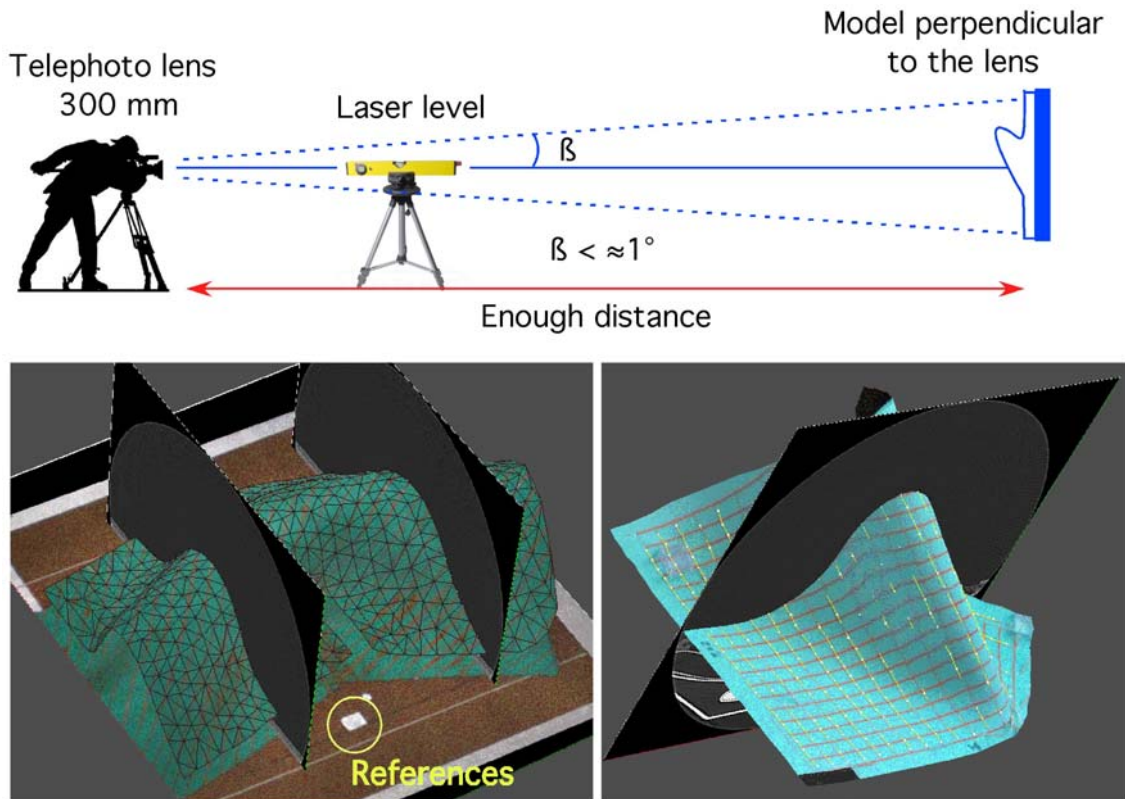 Telephoto lens
300 mm
Laser level
Model perpendicular
to the lens
ß
ß < ≈1°
Enough distance
References